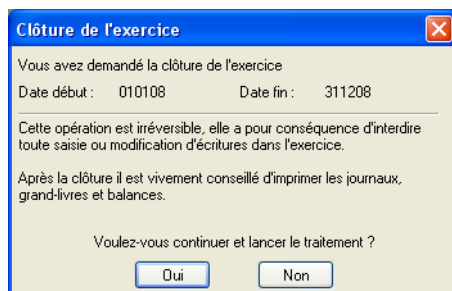 Clôture de l'exercice
Vous avez demandé la clôture de l'exercice
Date début : 010108 Date fin : 311208
Cette opération est irréversible, elle a pour conséquence d'interdire
toute saisie ou modification d'écritures dans l'exercice.
Après la clôture il est vivement conseillé d'imprimer les journaux,
grand-livres et balances.
Voulez-vous continuer et lancer le traitement ?
Oui Non